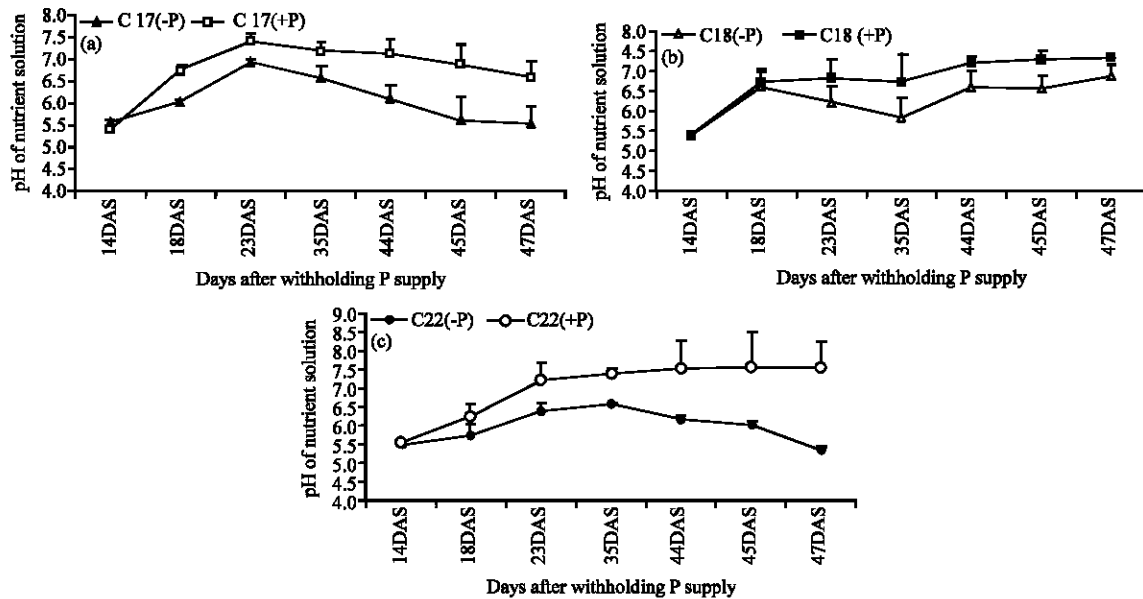 C 17(-P) C 17(+P)
(a)
pH of nutrient solution
8.0
7.5
7.0
6.5
6.0
5.5
5.0
4.5
4.0
14DAS 18DAS 23DAS 35DAS 44DAS 45DAS 47DAS
Days after withholding P supply
C18(-P) C18 (+P)
(b)
pH of nutrient solution
8.0
4.5
7.0
6.5
6.0
5.5
5.0
4.5
4.0
14DAS 18DAS 23DAS 35DAS 44DAS 45DAS 47DAS
Days after withholding P supply
C22(-P) C22(+P)
(c)
pH of nutrient solution
9.0
8.5
8.0
7.5
7.0
6.5
6.0
5.5
5.0
4.5
4.0
14DAS 18DAS 23DAS 35DAS 44DAS 45DAS 47DAS
Days after withholding P supply